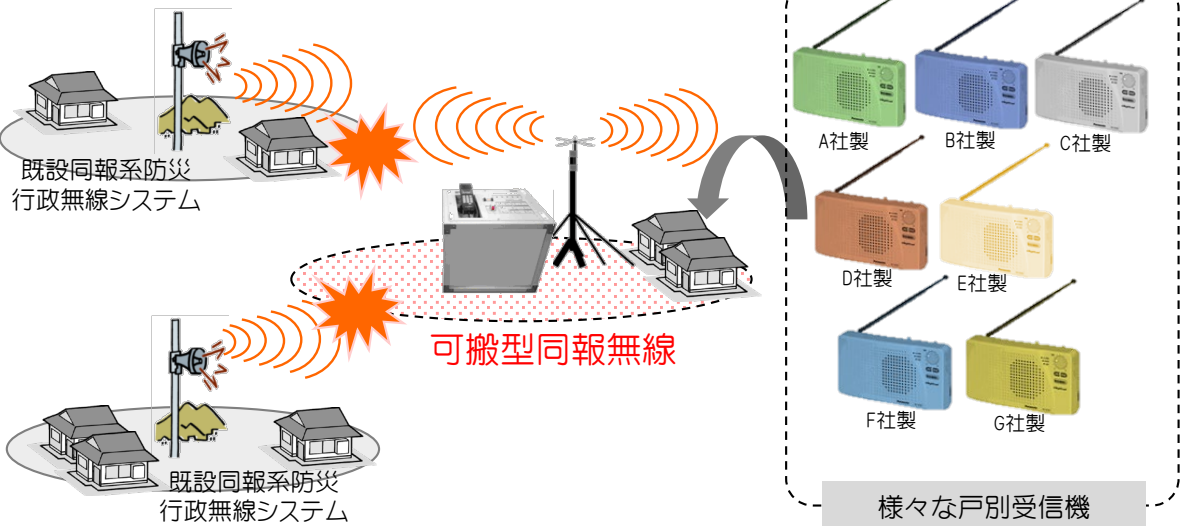 A社製
B社製
C社製
既設同報系防災
行政無線システム
D社製
E社製
可搬型同報無線
F社製
G社製
既設同報系防災
行政無線システム
様々な戸別受信機